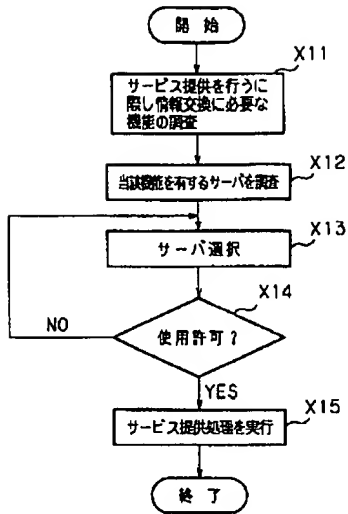 開始
X11
サービス提供を行うに
際し情報交換に必要な
機能の調査
X12
当該機能を有するサーバを調査
X13
サーバ選択
X14
使用許可？
NO
YES
X15
サービス提供処理を実行
終了